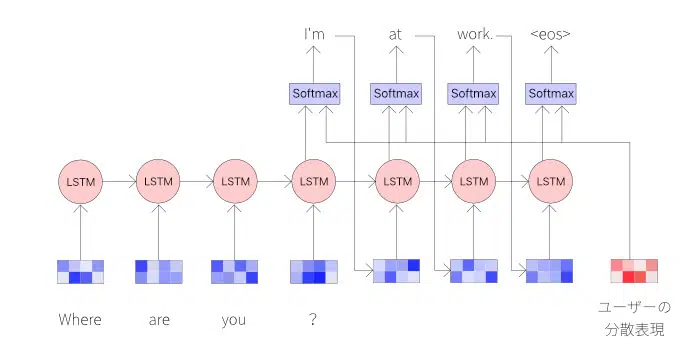 I'm at work. <eos>
Softmax Softmax Softmax Softmax
LSTM LSTM LSTM LSTM LSTM LSTM LSTM
Where are you ？
ユーザーの
分散表現